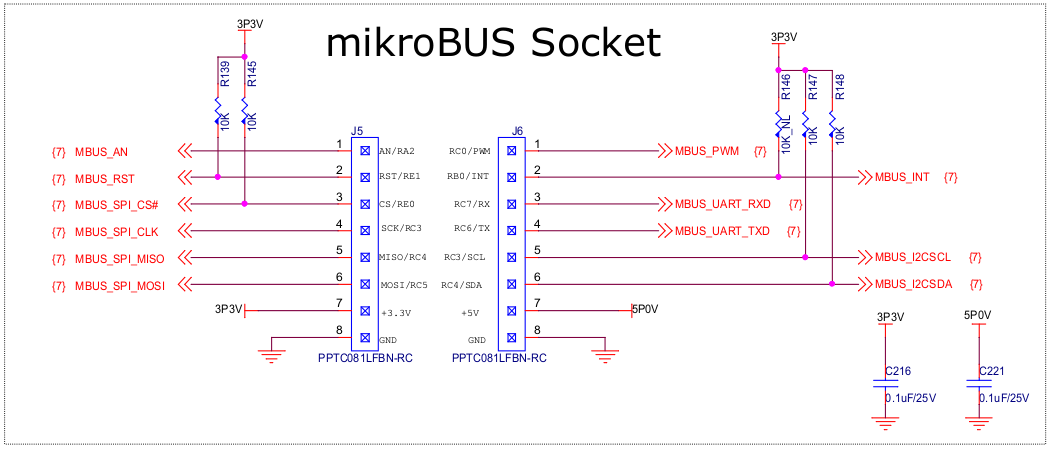 mikroBUS Socket
3P3V
R139
R145
10K
10K
3P3V
R146
R147
R148
10K_NL
10K
10K
J5
J6
{7} MBUS_AN
1
AN/RA2
RC0/PWM
1
MBUS_PWM {7}
{7} MBUS_RST
2
RST/RE1
RB0/INT
2
MBUS_INT {7}
{7} MBUS_SPI_CS#
3
CS/RE0
RC7/RX
3
MBUS_UART_RXD {7}
{7} MBUS_SPI_CLK
4
SCK/RC3
RC6/TX
4
MBUS_UART_TXD {7}
{7} MBUS_SPI_MISO
5
MISO/RC4
RC3/SCL
5
MBUS_I2CSCL {7}
{7} MBUS_SPI_MOSI
6
MOSI/RC5
RC4/SDA
6
MBUS_I2CSDA {7}
3P3V
7
+3.3V
+5V
7
5P0V
8
GND
GND
8
PPTC081LFBN-RC
PPTC081LFBN-RC
3P3V
5P0V
C216
0.1uF/25V
C221
0.1uF/25V